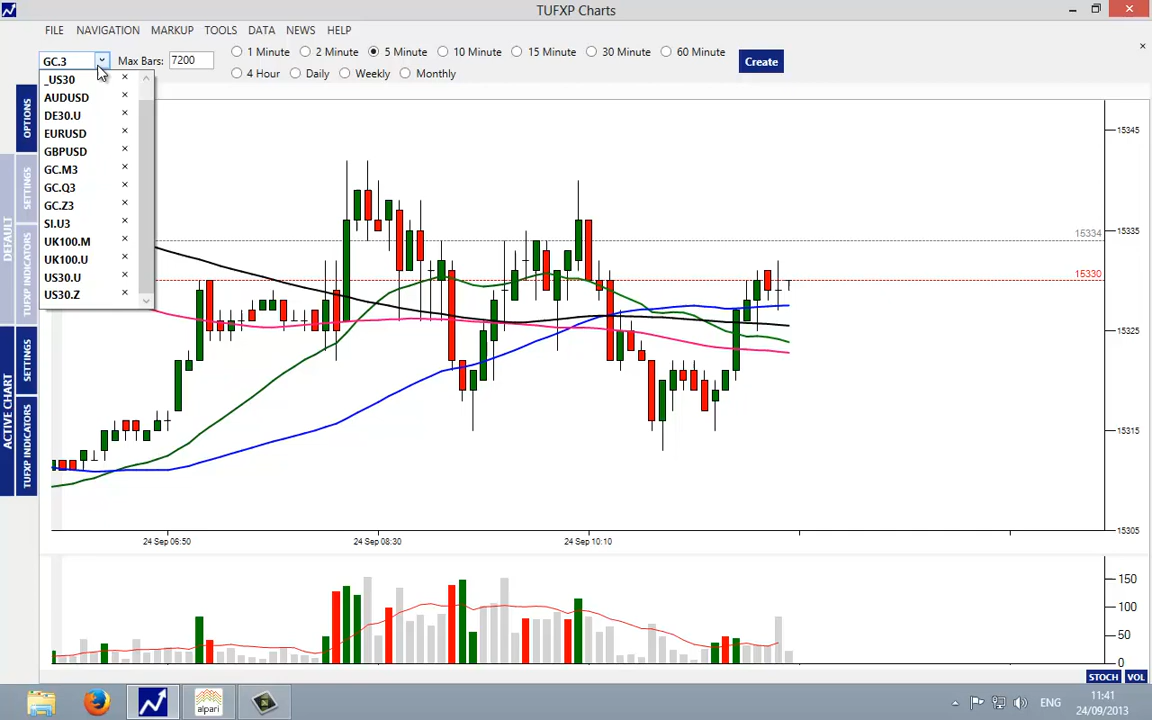 TUFXP Charts
FILE NAVIGATION MARKUP TOOLS DATA NEWS HELP
GC.3 Max Bars: 7200 1 Minute 2 Minute 5 Minute 10 Minute 15 Minute 30 Minute 60 Minute
4 Hour Daily Weekly Monthly
Create
_US30
AUDUSD
DE30.U
EURUSD
GBPUSD
GC.M3
GC.Q3
GC.Z3
SI.U3
UK100.M
UK100.U
US30.U
US30.Z
OPTIONS
DEFAULT
SETTINGS
TUFXP INDICATORS
ACTIVE CHART
SETTINGS
TUFXP INDICATORS
15345
15334
15335
15330
15325
15315
15305
24 Sep 06:50 24 Sep 08:30 24 Sep 10:10
150
100
50
0
STOCH VOL
alpari
ENG
11:41
24/09/2013